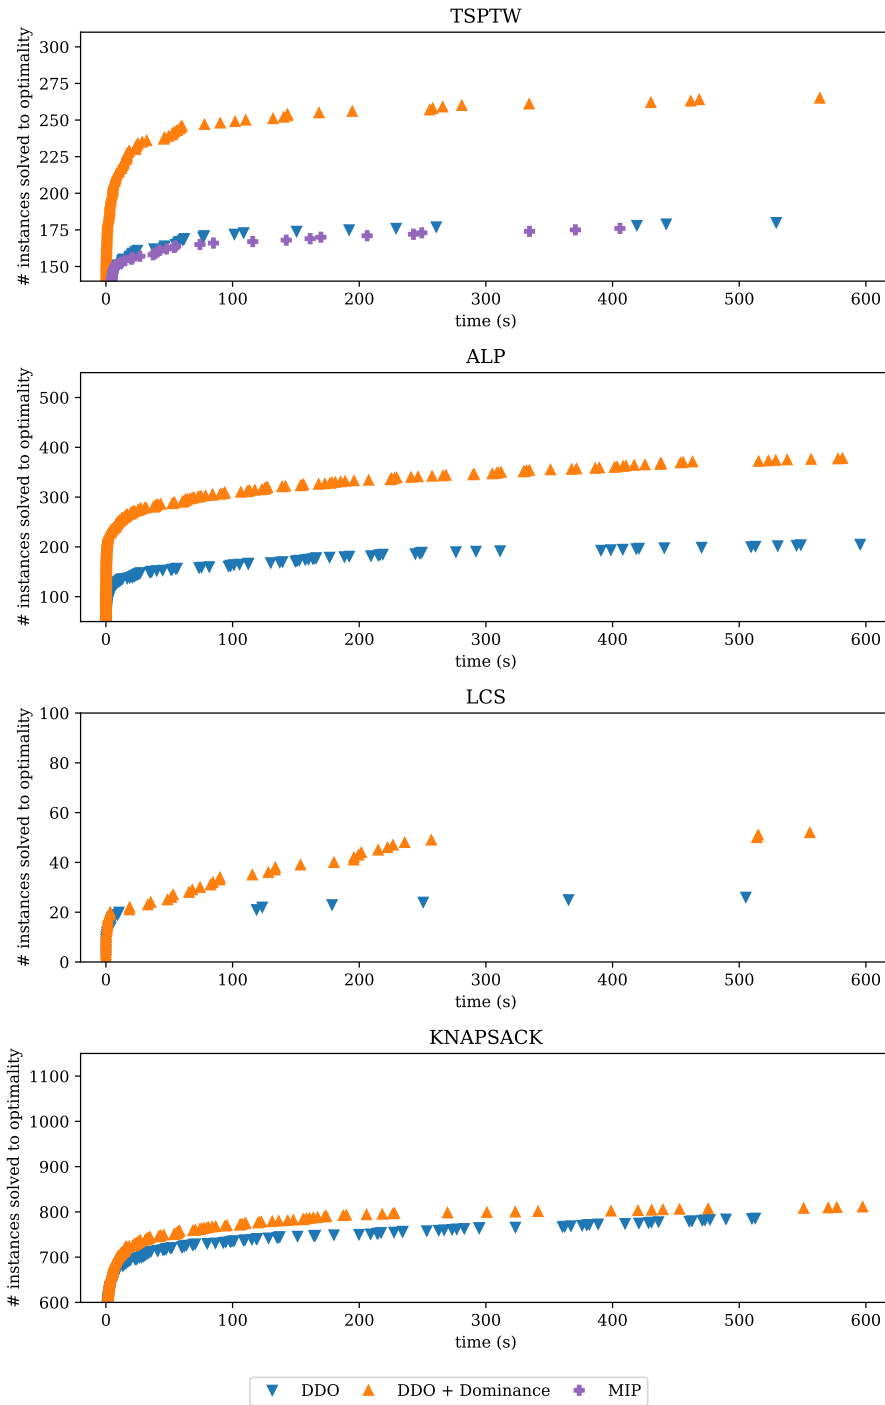 TSPTW
# instances solved to optimality
300
275
250
225
200
175
150
0 100 200 300 400 500 600
time (s)
ALP
# instances solved to optimality
500
400
300
200
100
0 100 200 300 400 500 600
time (s)
LCS
# instances solved to optimality
100
80
60
40
20
0
0 100 200 300 400 500 600
time (s)
KNAPSACK
# instances solved to optimality
1100
1000
900
800
700
600
0 100 200 300 400 500 600
time (s)
DDO DDO + Dominance MIP